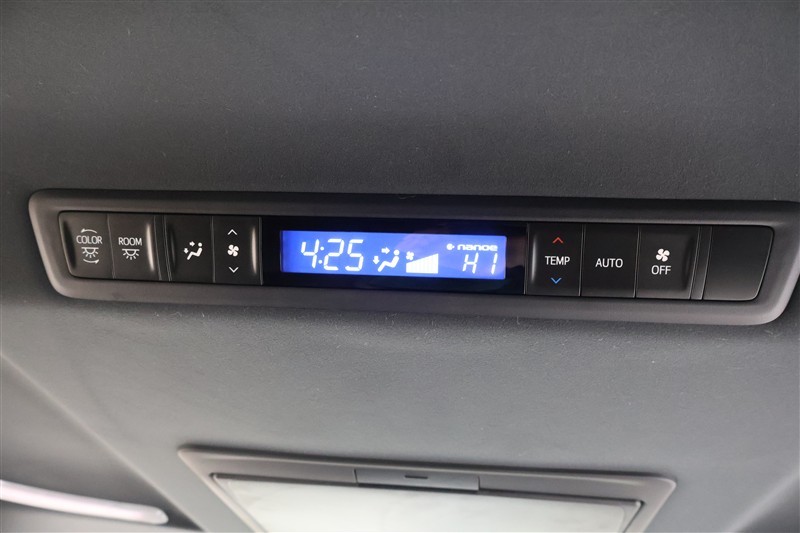 COLOR
ROOM
4:25
nanoe
HI
TEMP
AUTO
OFF